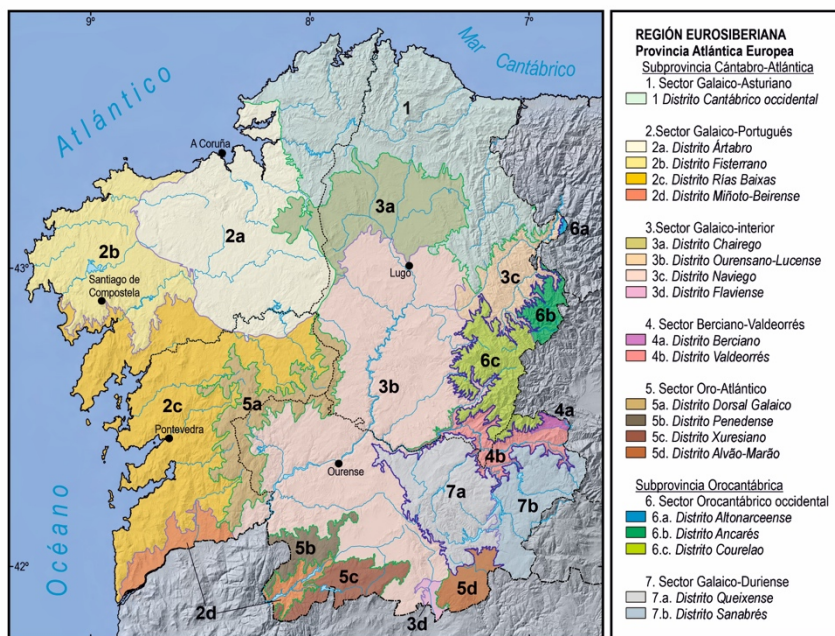 9°
8°
7°
Mar Cantábrico
Atlántico
Océano
43°
42°
A Coruña
Santiago de
Compostela
Lugo
Pontevedra
Ourense
1
2a
2b
2c
2d
3a
3b
3c
3d
4a
4b
5a
5b
5c
5d
6a
6b
6c
7a
7b
REGIÓN EUROSIBERIANA
Provincia Atlántica Europea
Subprovincia Cántabro-Atlántica
1. Sector Galaico-Asturiano
1 Distrito Cantábrico occidental
2.Sector Galaico-Portugués
2a. Distrito Ártabro
2b. Distrito Fisterrano
2c. Distrito Rías Baixas
2d. Distrito Miñoto-Beirense
3.Sector Galaico-interior
3a. Distrito Chairego
3b. Distrito Ourensano-Lucense
3c. Distrito Naviego
3d. Distrito Flaviense
4. Sector Berciano-Valdeorrés
4a. Distrito Berciano
4b. Distrito Valdeorrés
5. Sector Oro-Atlántico
5a. Distrito Dorsal Galaico
5b. Distrito Penedense
5c. Distrito Xuresiano
5d. Distrito Alvão-Marão
Subprovincia Orocantábrica
6. Sector Orocantábrico occidental
6.a. Distrito Altonarceense
6.b. Distrito Ancarés
6.c. Distrito Courelao
7. Sector Galaico-Duriense
7.a. Distrito Queixense
7.b. Distrito Sanabrés